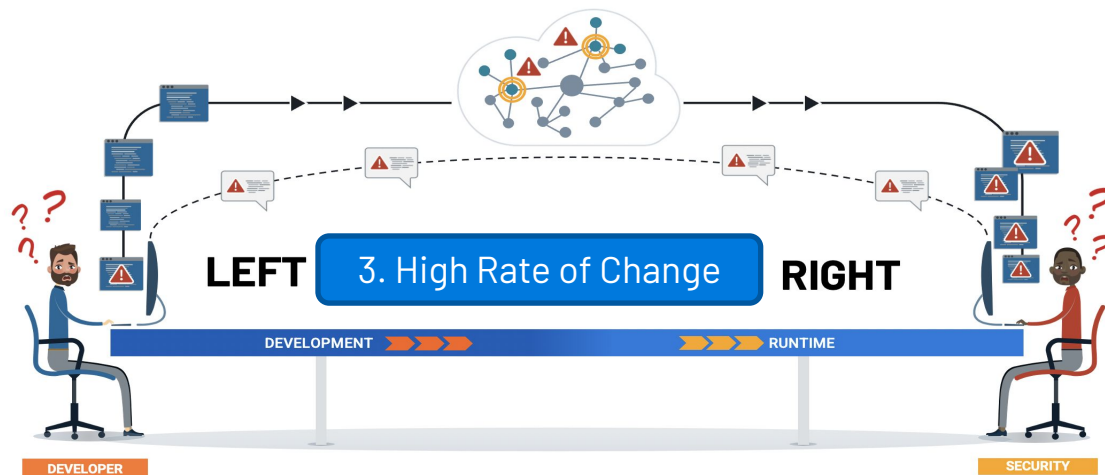 LEFT
3. High Rate of Change
RIGHT
DEVELOPMENT
RUNTIME
DEVELOPER
SECURITY